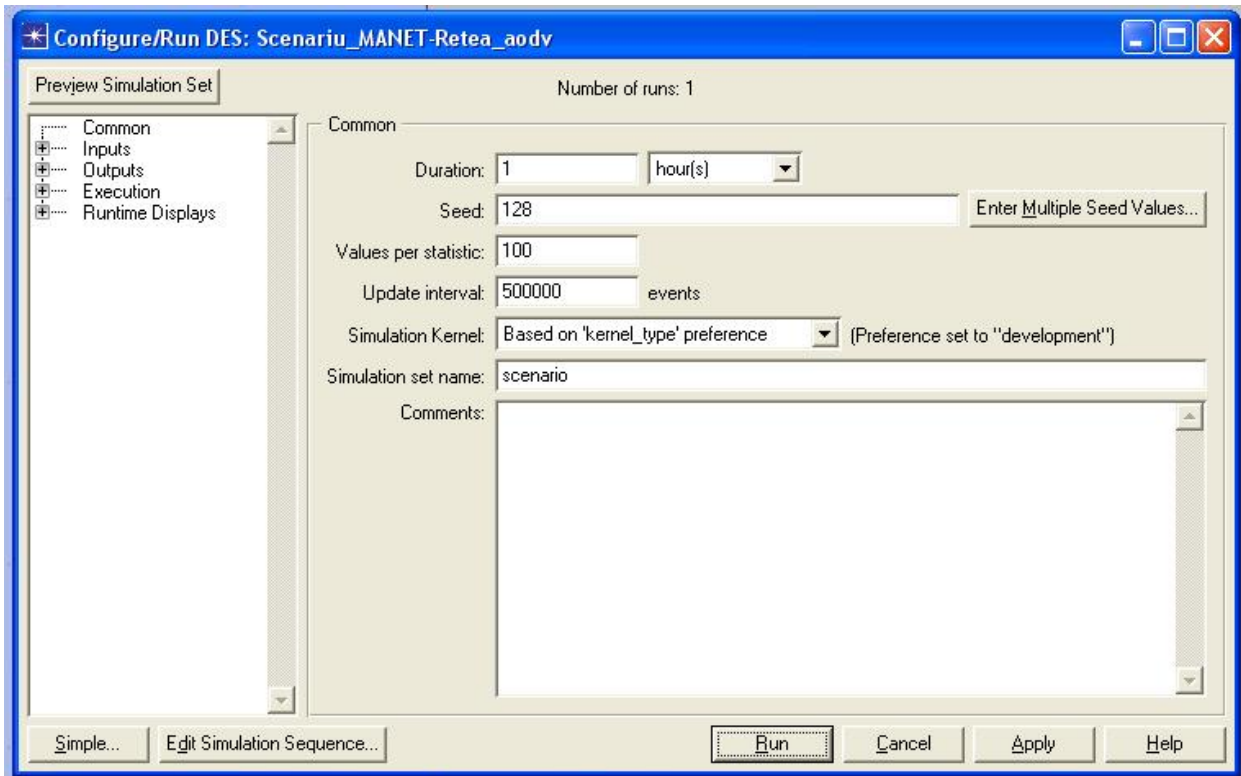 Configure/Run DES: Scenariu_MANET-Retea_aodv
Preview Simulation Set
Number of runs: 1
Common
Inputs
Outputs
Execution
Runtime Displays
Common
Duration: 1 hour(s)
Seed: 128 Enter Multiple Seed Values...
Values per statistic: 100
Update interval: 500000 events
Simulation Kernel: Based on 'kernel_type' preference (Preference set to "development")
Simulation set name: scenario
Comments:
Simple... Edit Simulation Sequence... Run Cancel Apply Help